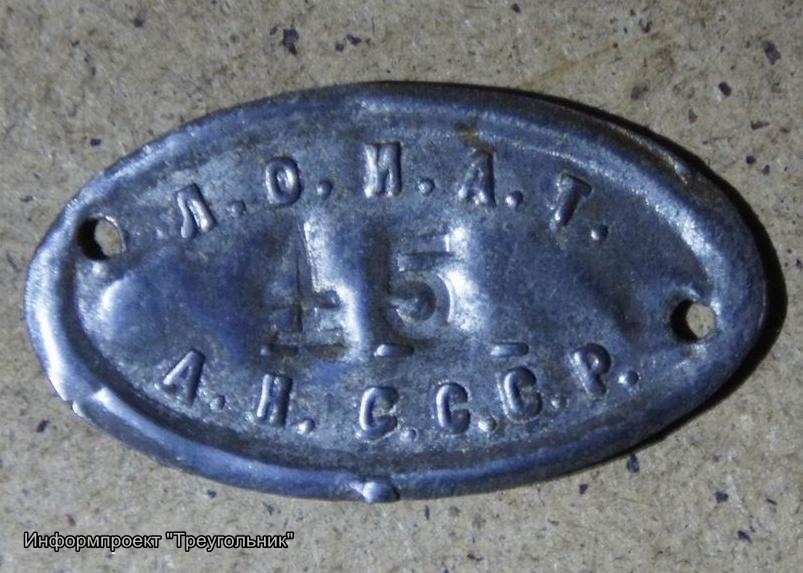 Л.О.И.А.Т.
45
А.Н.С.С.С.Р.
Информпроект "Треугольник"